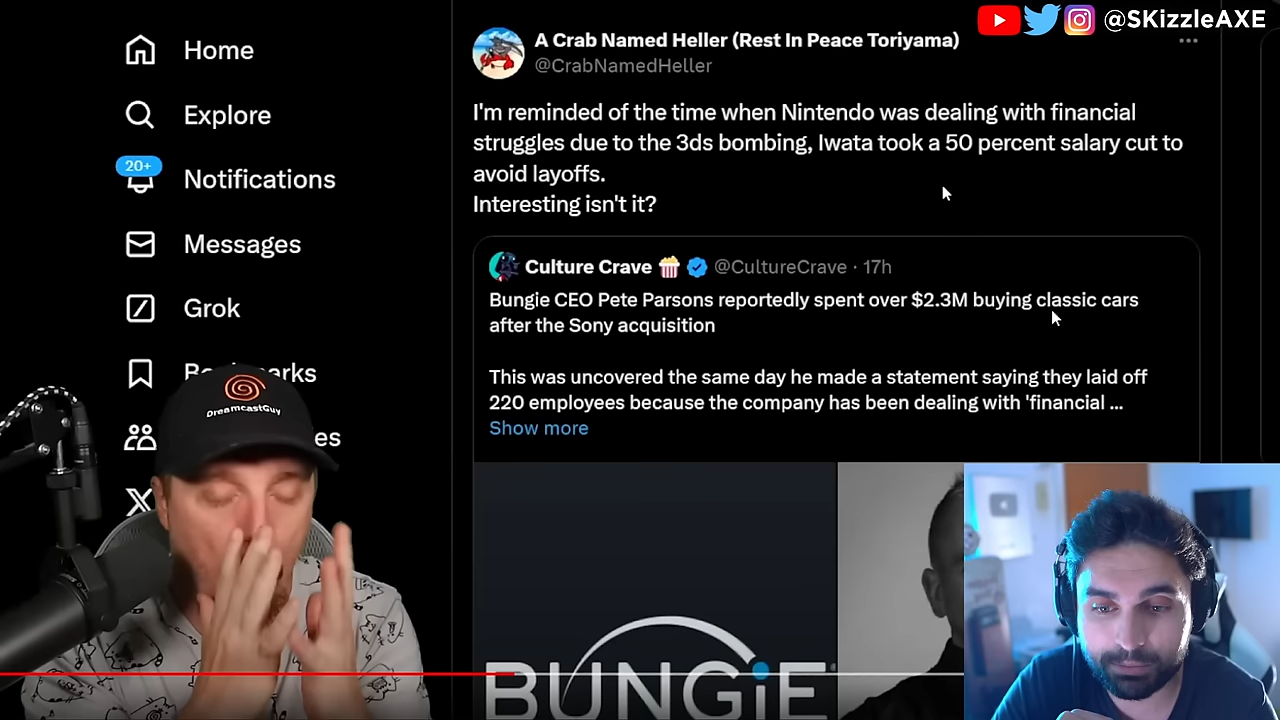 @SKizzleAXE
Home
Explore
20+
Notifications
Messages
Grok
DreamcastGuy
A Crab Named Heller (Rest In Peace Toriyama)
@CrabNamedHeller
I'm reminded of the time when Nintendo was dealing with financial
struggles due to the 3ds bombing, Iwata took a 50 percent salary cut to
avoid layoffs.
Interesting isn't it?
Culture Crave 🍿 @CultureCrave · 17h
Bungie CEO Pete Parsons reportedly spent over $2.3M buying classic cars
after the Sony acquisition
This was uncovered the same day he made a statement saying they laid off
220 employees because the company has been dealing with 'financial ...
Show more
BUNGiE